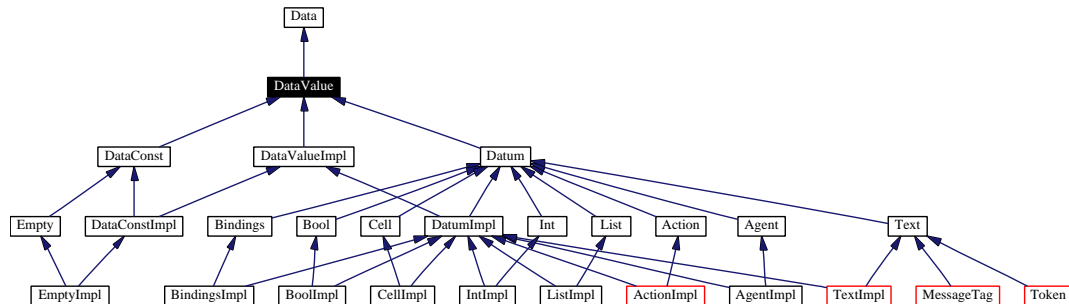 Data
DataValue
DataConst DataValueImpl Datum
Empty DataConstImpl Bindings Bool Cell DatumImpl Int List Action Agent Text
EmptyImpl BindingsImpl BoolImpl CellImpl IntImpl ListImpl ActionImpl AgentImpl TextImpl MessageTag Token